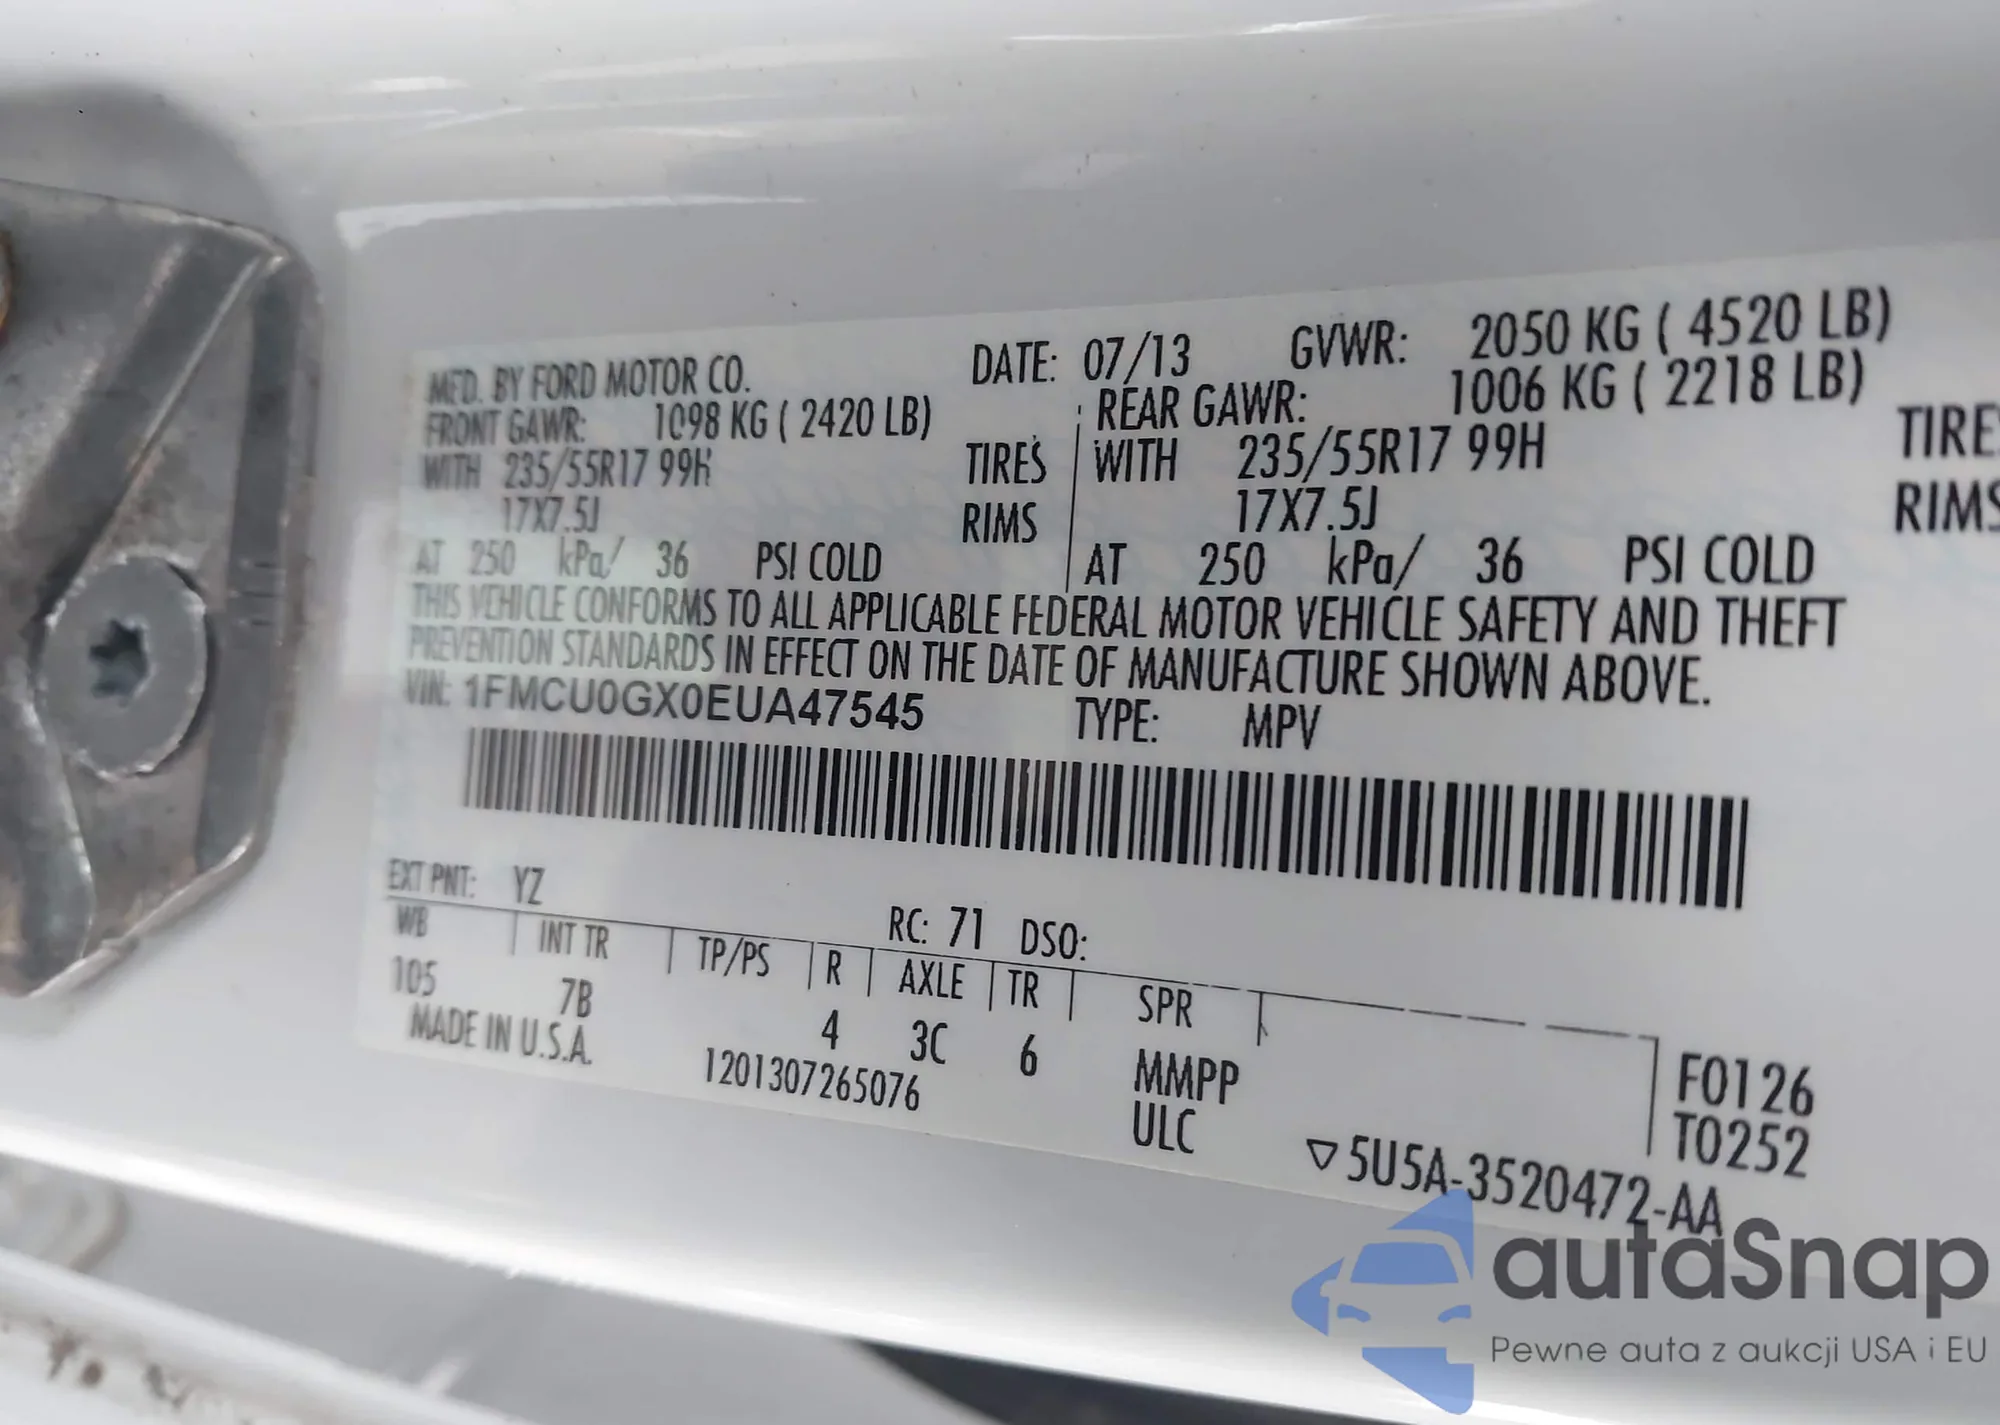 MFD. BY FORD MOTOR CO. DATE: 07/13 GVWR: 2050 KG ( 4520 LB)
FRONT GAWR: 1098 KG ( 2420 LB) REAR GAWR: 1006 KG ( 2218 LB)
WITH 235/55R17 99H TIRES WITH 235/55R17 99H TIRES
17X7.5J RIMS 17X7.5J RIMS
AT 250 kPa/ 36 PSI COLD AT 250 kPa/ 36 PSI COLD
THIS VEHICLE CONFORMS TO ALL APPLICABLE FEDERAL MOTOR VEHICLE SAFETY AND THEFT
PREVENTION STANDARDS IN EFFECT ON THE DATE OF MANUFACTURE SHOWN ABOVE.
VIN: 1FMCU0GX0EUA47545 TYPE: MPV
EXT PNT: YZ RC: 71 DSO:
WB INT TR TP/PS R AXLE TR SPR
105 7B 4 3C 6 MMPP F0126
MADE IN U.S.A. 1201307265076 ULC T0252
▽5U5A-3520472-AA
autaSnap
Pewne auta z aukcji USA i EU